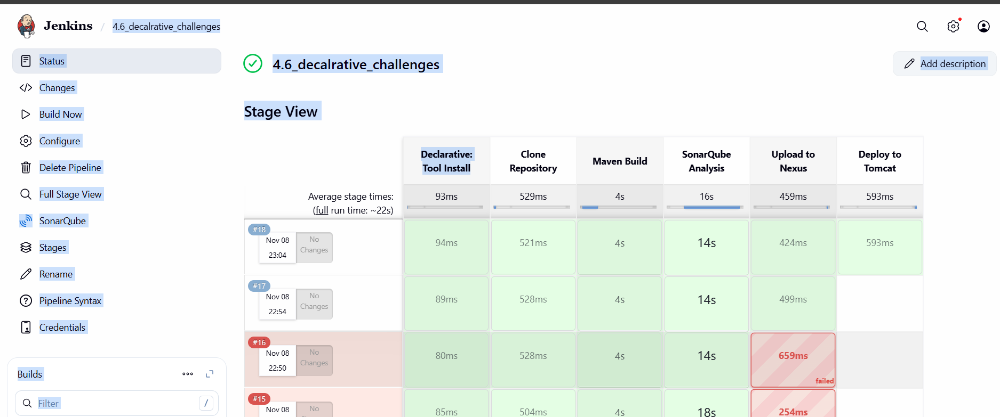 Jenkins / 4.6_decalrative_challenges
Status
Changes
Build Now
Configure
Delete Pipeline
Full Stage View
SonarQube
Stages
Rename
Pipeline Syntax
Credentials
Builds
Filter
/
4.6_decalrative_challenges
Add description
Stage View
Declarative:
Tool Install
Clone
Repository
Maven Build
SonarQube
Analysis
Upload to
Nexus
Deploy to
Tomcat
Average stage times:
(full run time: ~22s)
93ms
529ms
4s
16s
459ms
593ms
#18
Nov 08
23:04
No
Changes
94ms
521ms
4s
14s
424ms
593ms
#17
Nov 08
22:54
No
Changes
89ms
528ms
4s
14s
499ms
#16
Nov 08
22:50
No
Changes
80ms
528ms
4s
14s
659ms
failed
#15
Nov 08
No
85ms
504ms
4s
18s
254ms